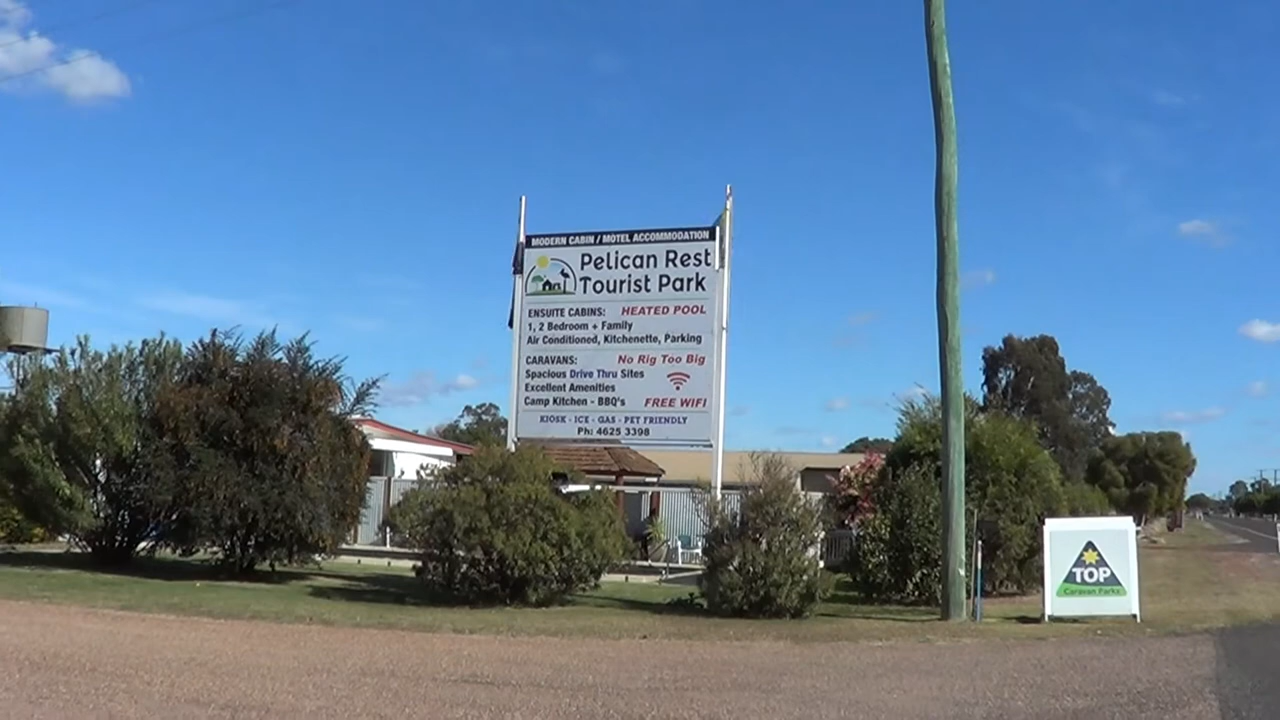 MODERN CABIN / MOTEL ACCOMMODATION
Pelican Rest
Tourist Park
ENSUITE CABINS: HEATED POOL
1, 2 Bedroom + Family
Air Conditioned, Kitchenette, Parking
CARAVANS: No Rig Too Big
Spacious Drive Thru Sites
Excellent Amenities
Camp Kitchen - BBQ's FREE WIFI
KIOSK - ICE - GAS - PET FRIENDLY
Ph: 4625 3398
TOP
Caravan Parks